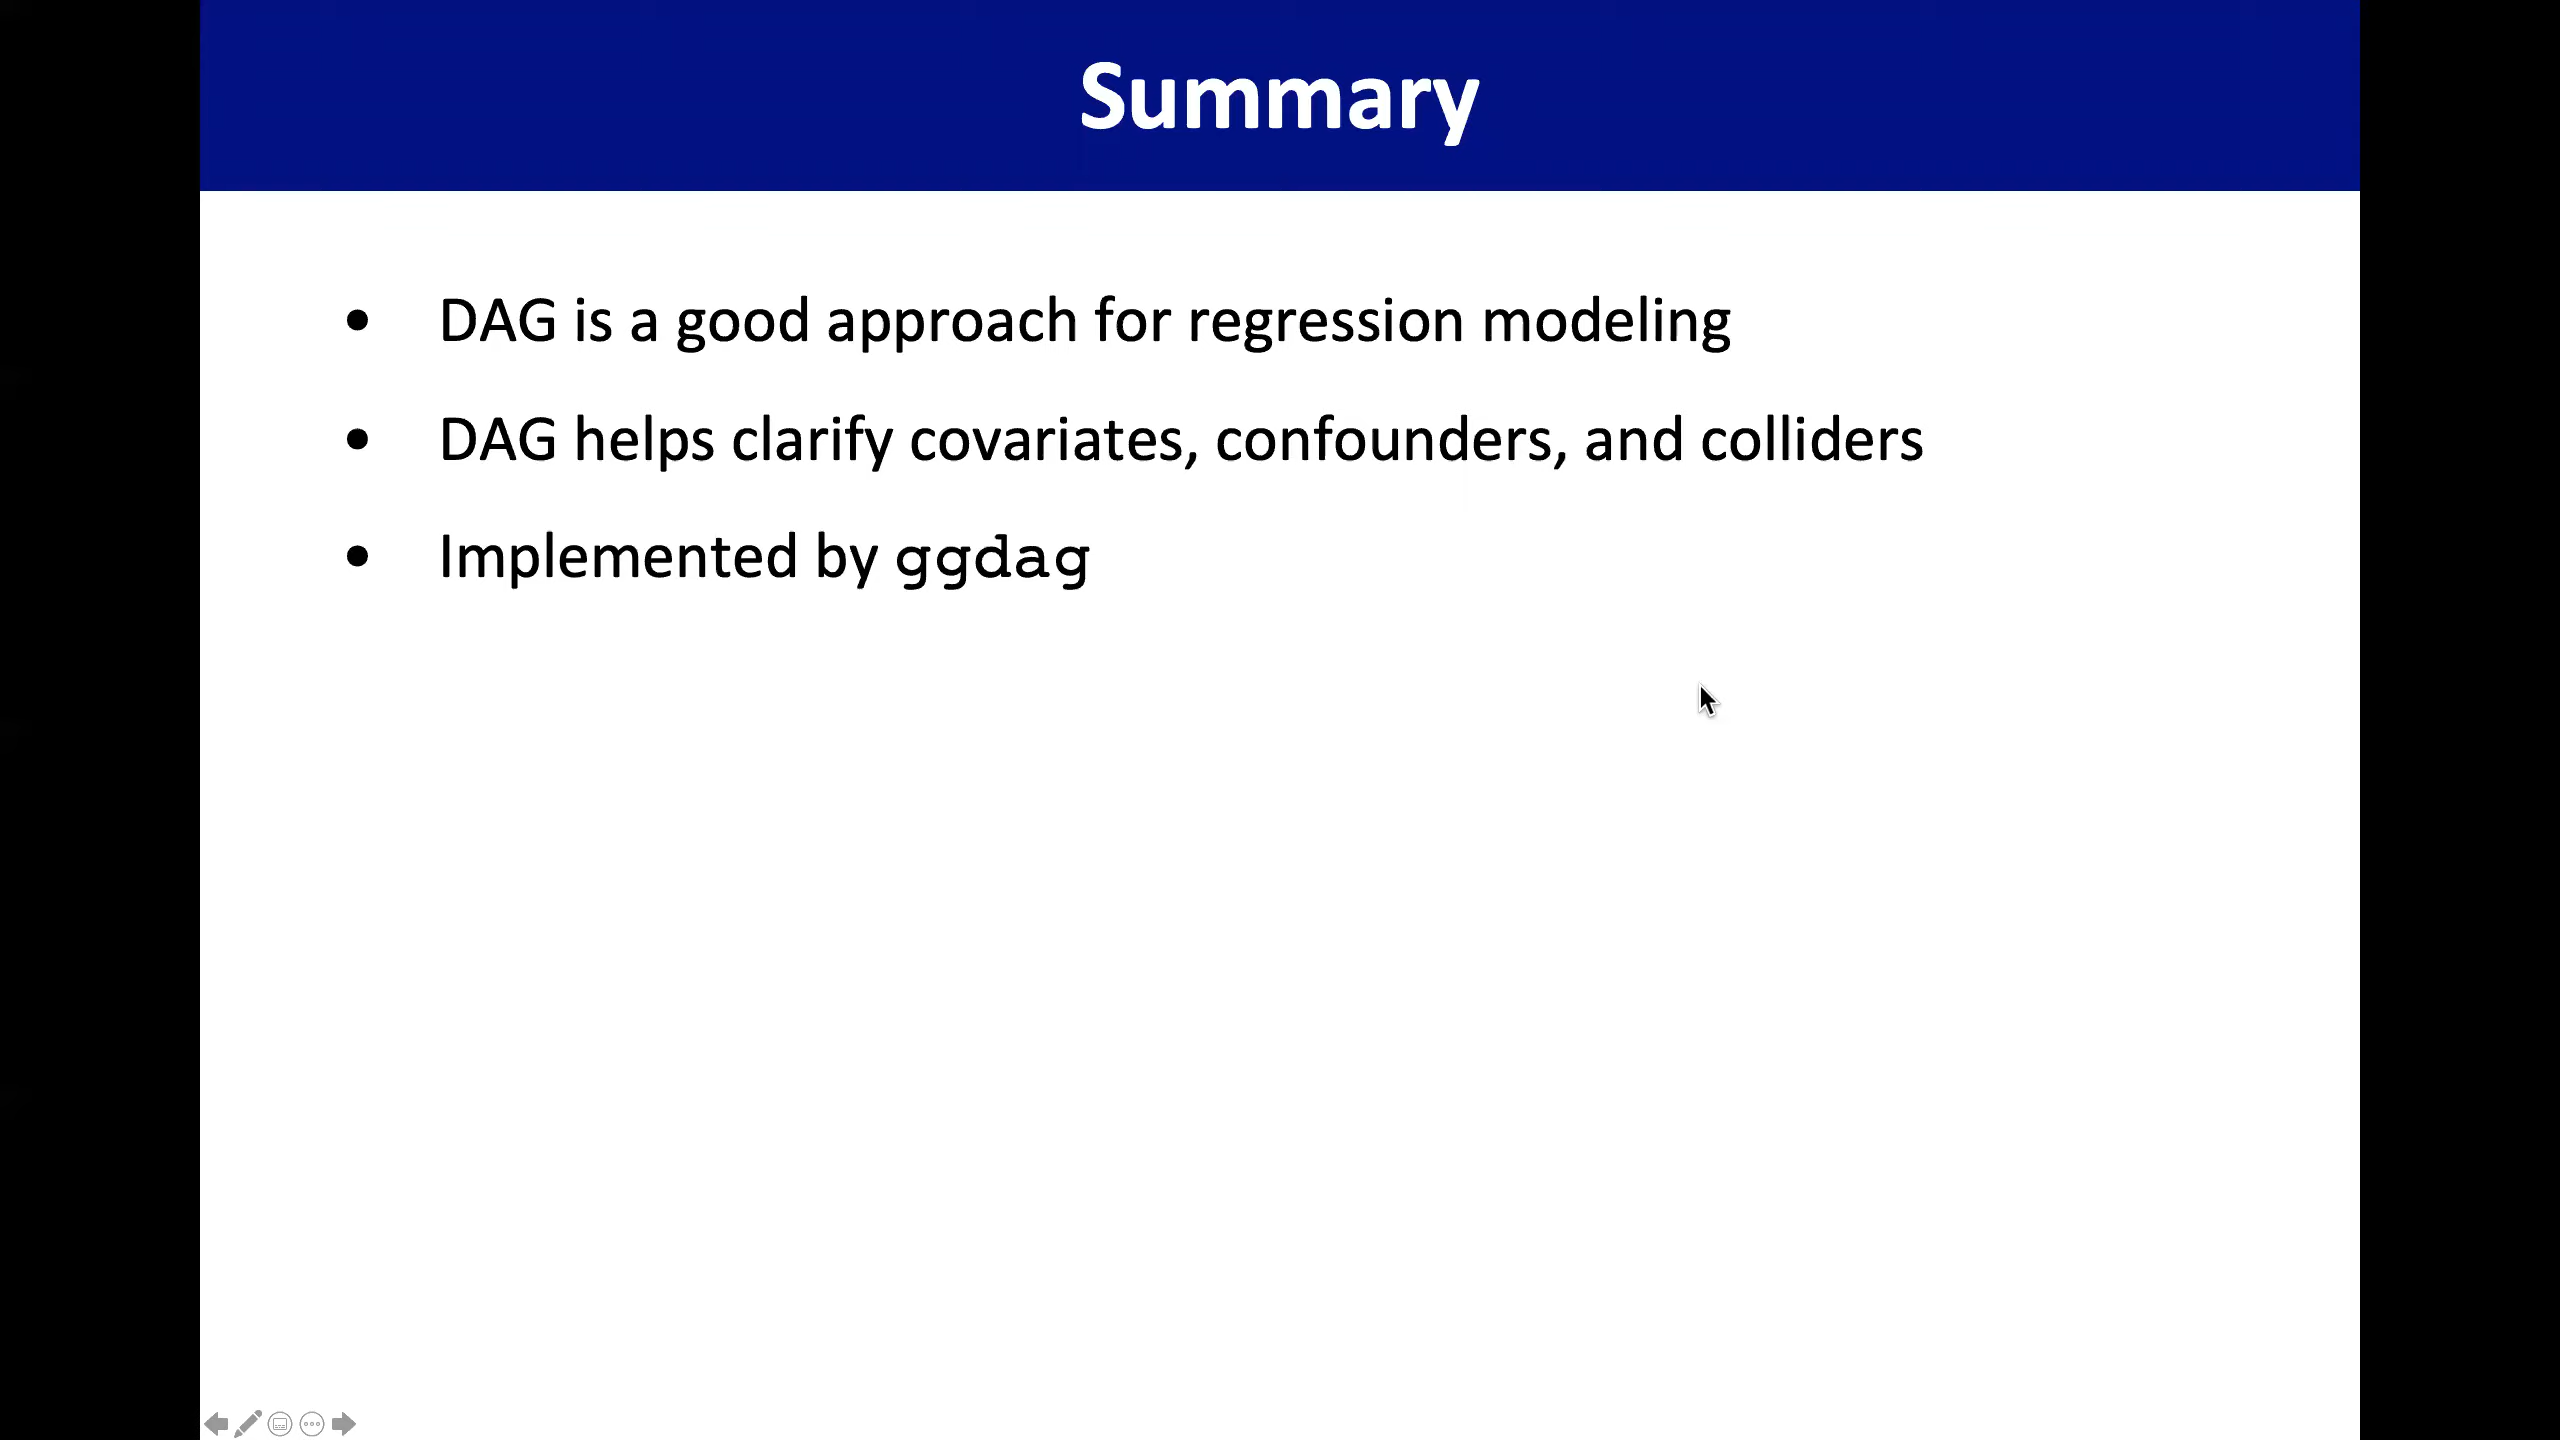 Summary
• DAG is a good approach for regression modeling
• DAG helps clarify covariates, confounders, and colliders
• Implemented by ggdag